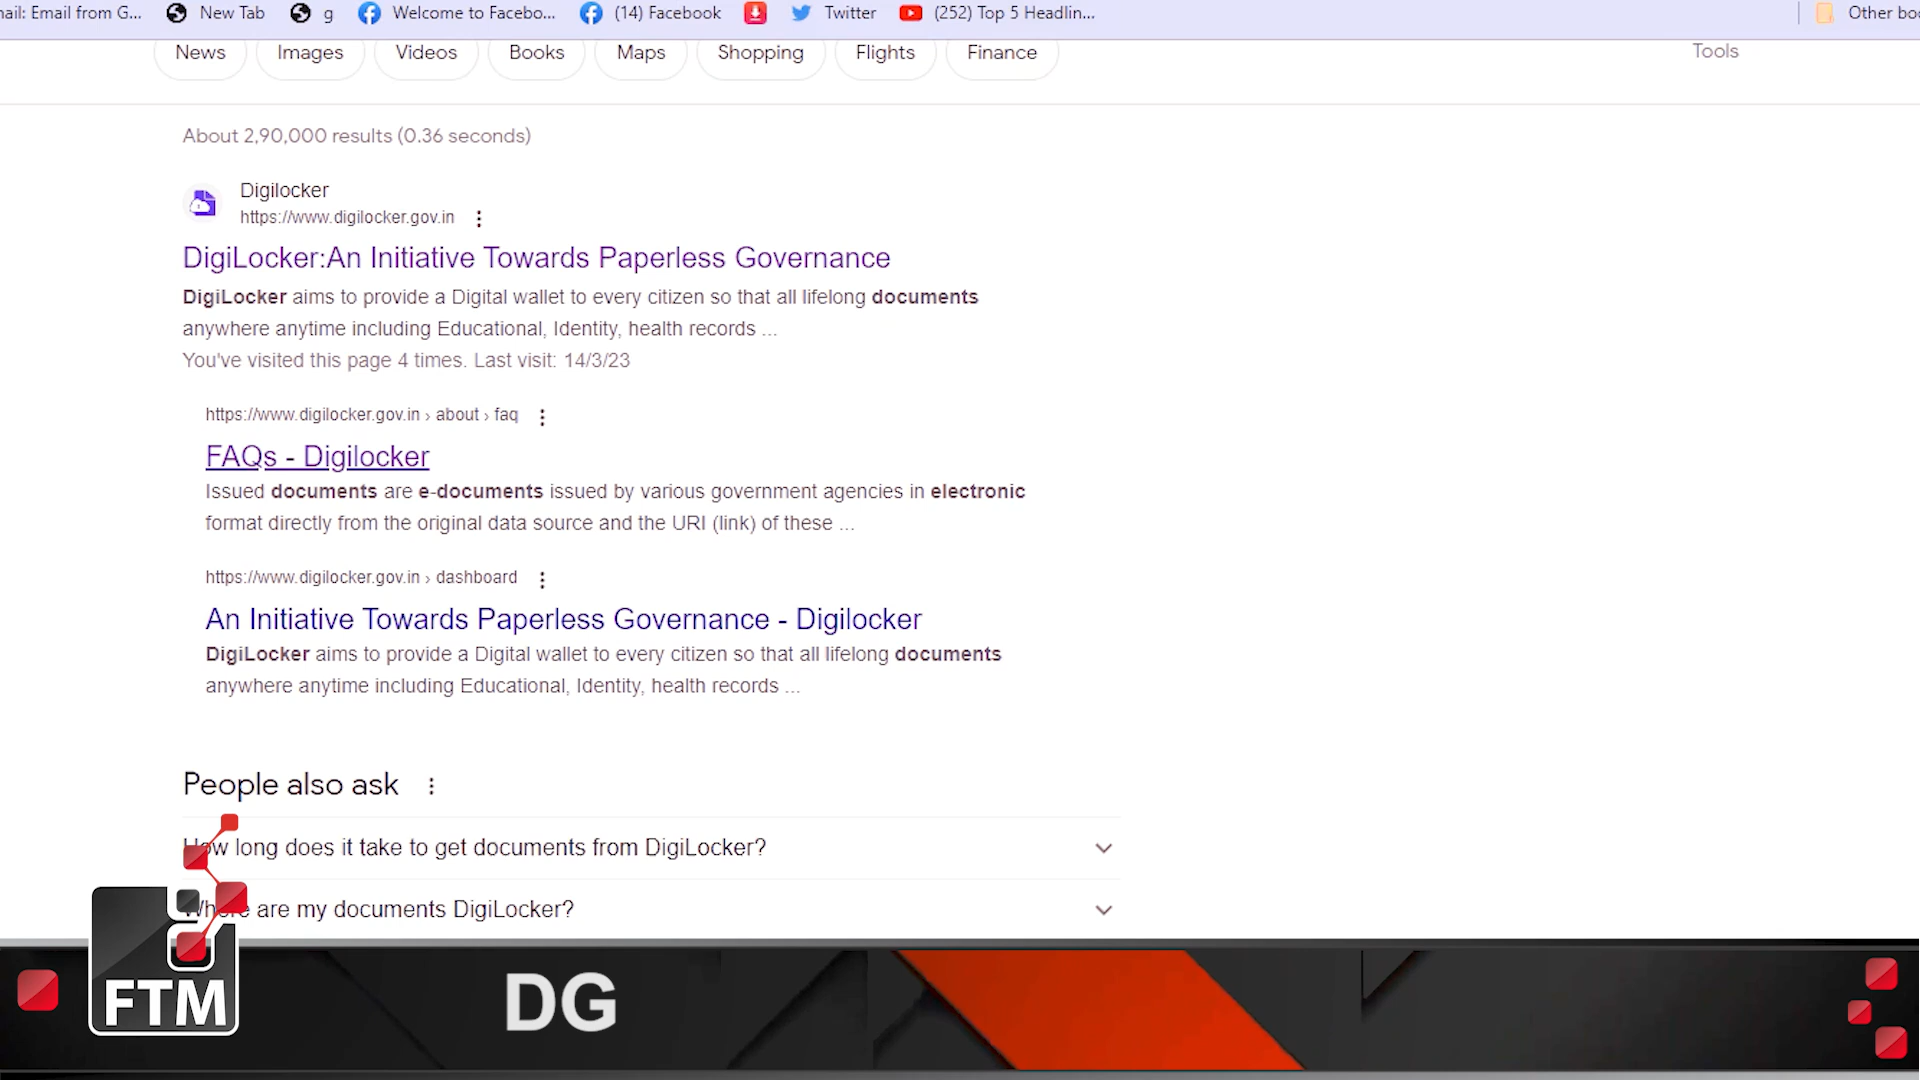 nail: Email from G...
New Tab
g
Welcome to Facebo...
(14) Facebook
Twitter
(252) Top 5 Headlin...
Other boo
News
Images
Videos
Books
Maps
Shopping
Flights
Finance
Tools
About 2,90,000 results (0.36 seconds)
Digilocker
https://www.digilocker.gov.in
DigiLocker:An Initiative Towards Paperless Governance
DigiLocker aims to provide a Digital wallet to every citizen so that all lifelong documents
anywhere anytime including Educational, Identity, health records ...
You've visited this page 4 times. Last visit: 14/3/23
https://www.digilocker.gov.in › about › faq
FAQs - Digilocker
Issued documents are e-documents issued by various government agencies in electronic
format directly from the original data source and the URI (link) of these ...
https://www.digilocker.gov.in › dashboard
An Initiative Towards Paperless Governance - Digilocker
DigiLocker aims to provide a Digital wallet to every citizen so that all lifelong documents
anywhere anytime including Educational, Identity, health records ...
People also ask
How long does it take to get documents from DigiLocker?
Where are my documents DigiLocker?
FTM
DG